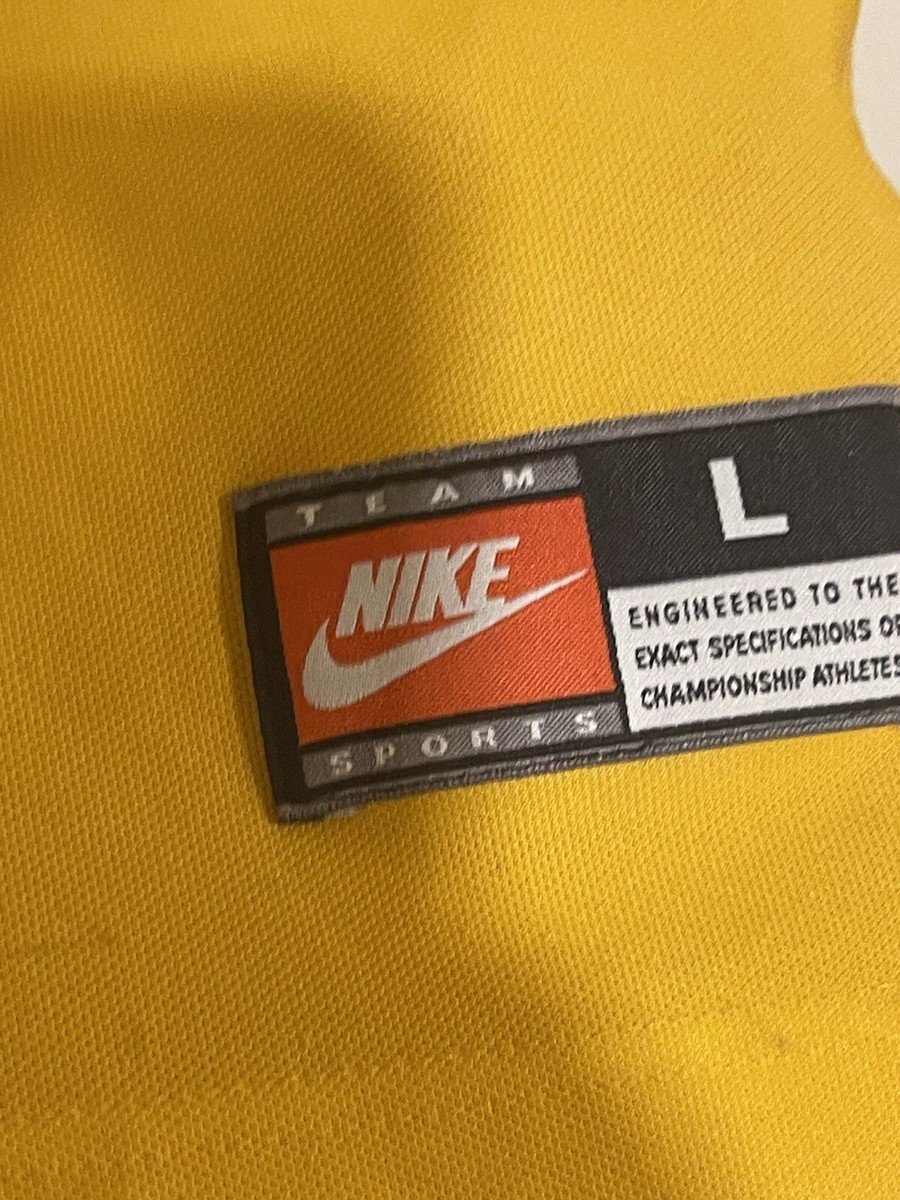 TEAM
NIKE
SPORTS
L
ENGINEERED TO THE
EXACT SPECIFICATIONS OF
CHAMPIONSHIP ATHLETES